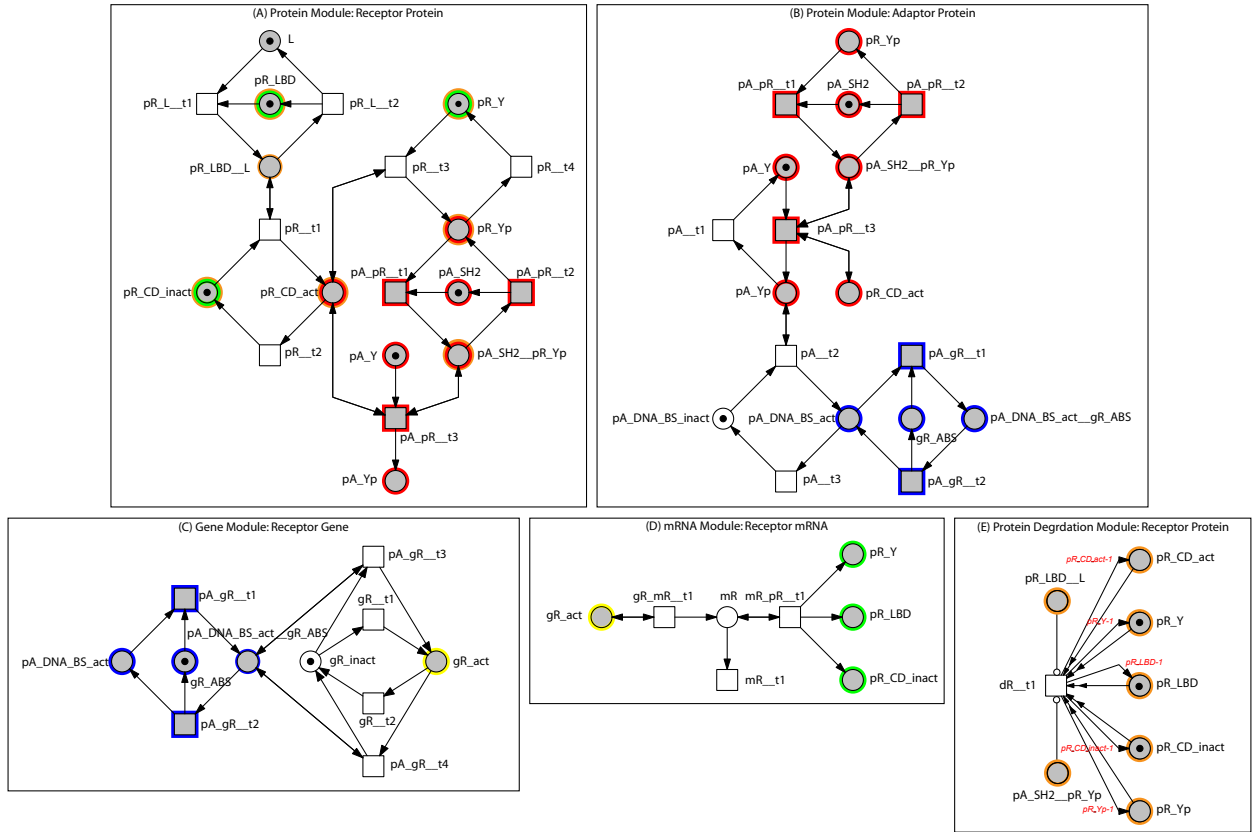 (A) Protein Module: Receptor Protein
L
pR_LBD
pR_L__t1
pR_L__t2
pR_Y
pR_LBD__L
pR__t3
pR__t4
pR__t1
pR_Yp
pA_pR__t1
pA_SH2
pA_pR__t2
pR_CD_inact
pR_CD_act
pR__t2
pA_Y
pA_SH2__pR_Yp
pA_pR__t3
pA_Yp
(B) Protein Module: Adaptor Protein
pR_Yp
pA_pR__t1
pA_SH2
pA_pR__t2
pA_Y
pA_SH2__pR_Yp
pA__t1
pA_pR__t3
pA_Yp
pR_CD_act
pA__t2
pA_gR__t1
pA_DNA_BS_inact
pA_DNA_BS_act
pA_DNA_BS_act__gR_ABS
gR_ABS
pA__t3
pA_gR__t2
(C) Gene Module: Receptor Gene
pA_gR__t3
pA_gR__t1
gR__t1
pA_DNA_BS_act__gR_ABS
pA_DNA_BS_act
gR_inact
gR_act
gR_ABS
pA_gR__t2
gR__t2
pA_gR__t4
(D) mRNA Module: Receptor mRNA
pR_Y
gR_act
gR_mR__t1
mR
mR_pR__t1
pR_LBD
mR__t1
pR_CD_inact
(E) Protein Degrdation Module: Receptor Protein
pR_CD_act-1
pR_CD_act
pR_LBD__L
pR_Y-1
pR_Y
pR_LBD-1
dR__t1
pR_LBD
pR_CD_inact-1
pR_CD_inact
pA_SH2__pR_Yp
pR_Yp-1
pR_Yp